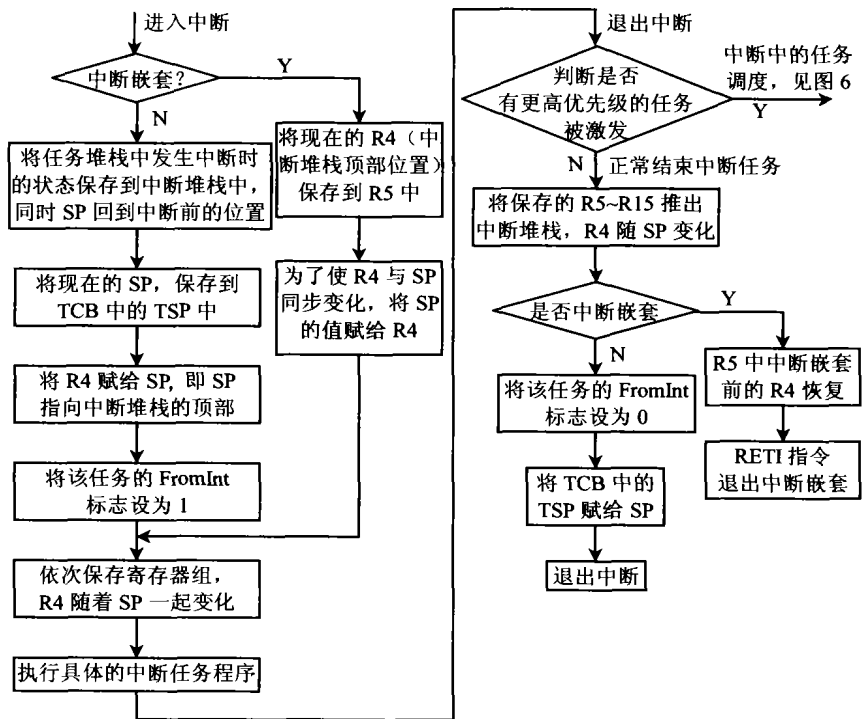 进入中断
中断嵌套？
Y
N
将任务堆栈中发生中断时
的状态保存到中断堆栈中，
同时 SP 回到中断前的位置
将现在的 R4（中
断堆栈顶部位置）
保存到 R5 中
将现在的 SP，保存到
TCB 中的 TSP 中
为了使 R4 与 SP
同步变化，将 SP
的值赋给 R4
将 R4 赋给 SP, 即 SP
指向中断堆栈的顶部
将该任务的 FromInt
标志设为 1
依次保存寄存器组，
R4 随着 SP 一起变化
执行具体的中断任务程序
退出中断
判断是否
有更高优先级的任务
被激发
中断中的任务
调度，见图 6
Y
N
正常结束中断任务
将保存的 R5~R15 推出
中断堆栈，R4 随 SP 变化
是否中断嵌套
Y
N
将该任务的 FromInt
标志设为 0
R5 中中断嵌套
前的 R4 恢复
将 TCB 中的
TSP 赋给 SP
RETI 指令
退出中断嵌套
退出中断